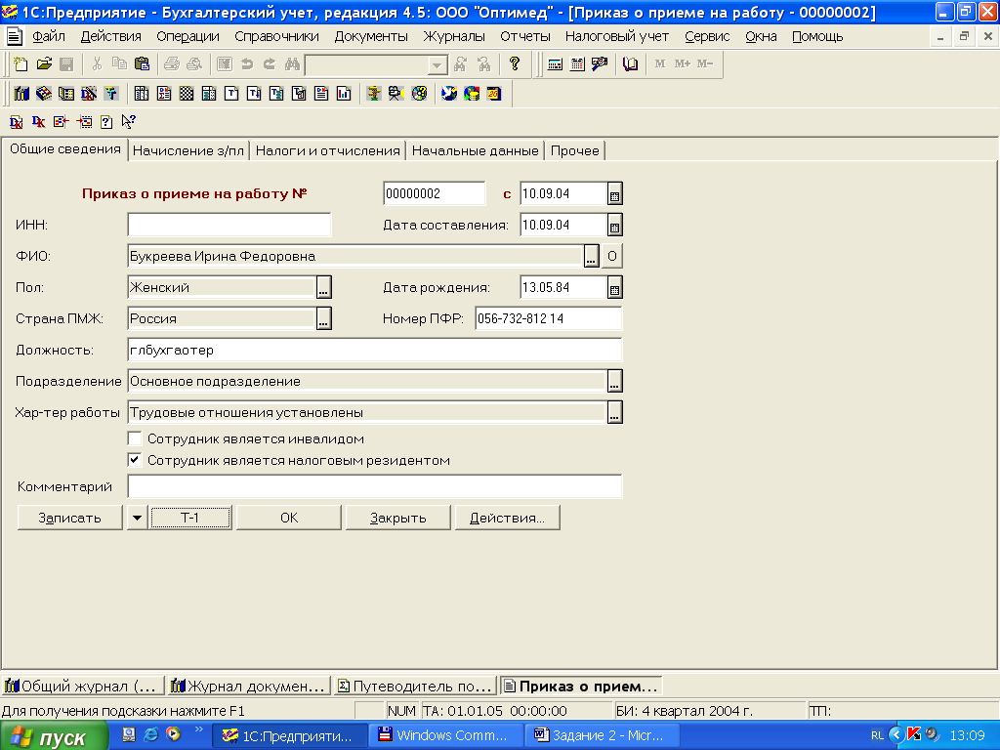 1С:Предприятие - Бухгалтерский учет, редакция 4.5: ООО "Оптимед" - [Приказ о приеме на работу - 00000002]
Файл Действия Операции Справочники Документы Журналы Отчеты Налоговый учет Сервис Окна Помощь
M M+ M−
Общие сведения Начисление з/пл Налоги и отчисления Начальные данные Прочее
Приказ о приеме на работу № 00000002 с 10.09.04
ИНН: Дата составления: 10.09.04
ФИО: Букреева Ирина Федоровна ... О
Пол: Женский ... Дата рождения: 13.05.84
Страна ПМЖ: Россия ... Номер ПФР: 056-732-812 14
Должность: глбухгаотер
Подразделение Основное подразделение ...
Хар-тер работы Трудовые отношения установлены ...
Сотрудник является инвалидом
Сотрудник является налоговым резидентом
Комментарий
Записать Т-1 ОК Закрыть Действия...
Общий журнал (... Журнал докумен... Путеводитель по... Приказ о прием...
Для получения подсказки нажмите F1 NUM ТА: 01.01.05 00:00:00 БИ: 4 квартал 2004 г. ТП:
пуск » 1С:Предприяти... Windows Comm... Задание 2 - Micr... RL 13:09